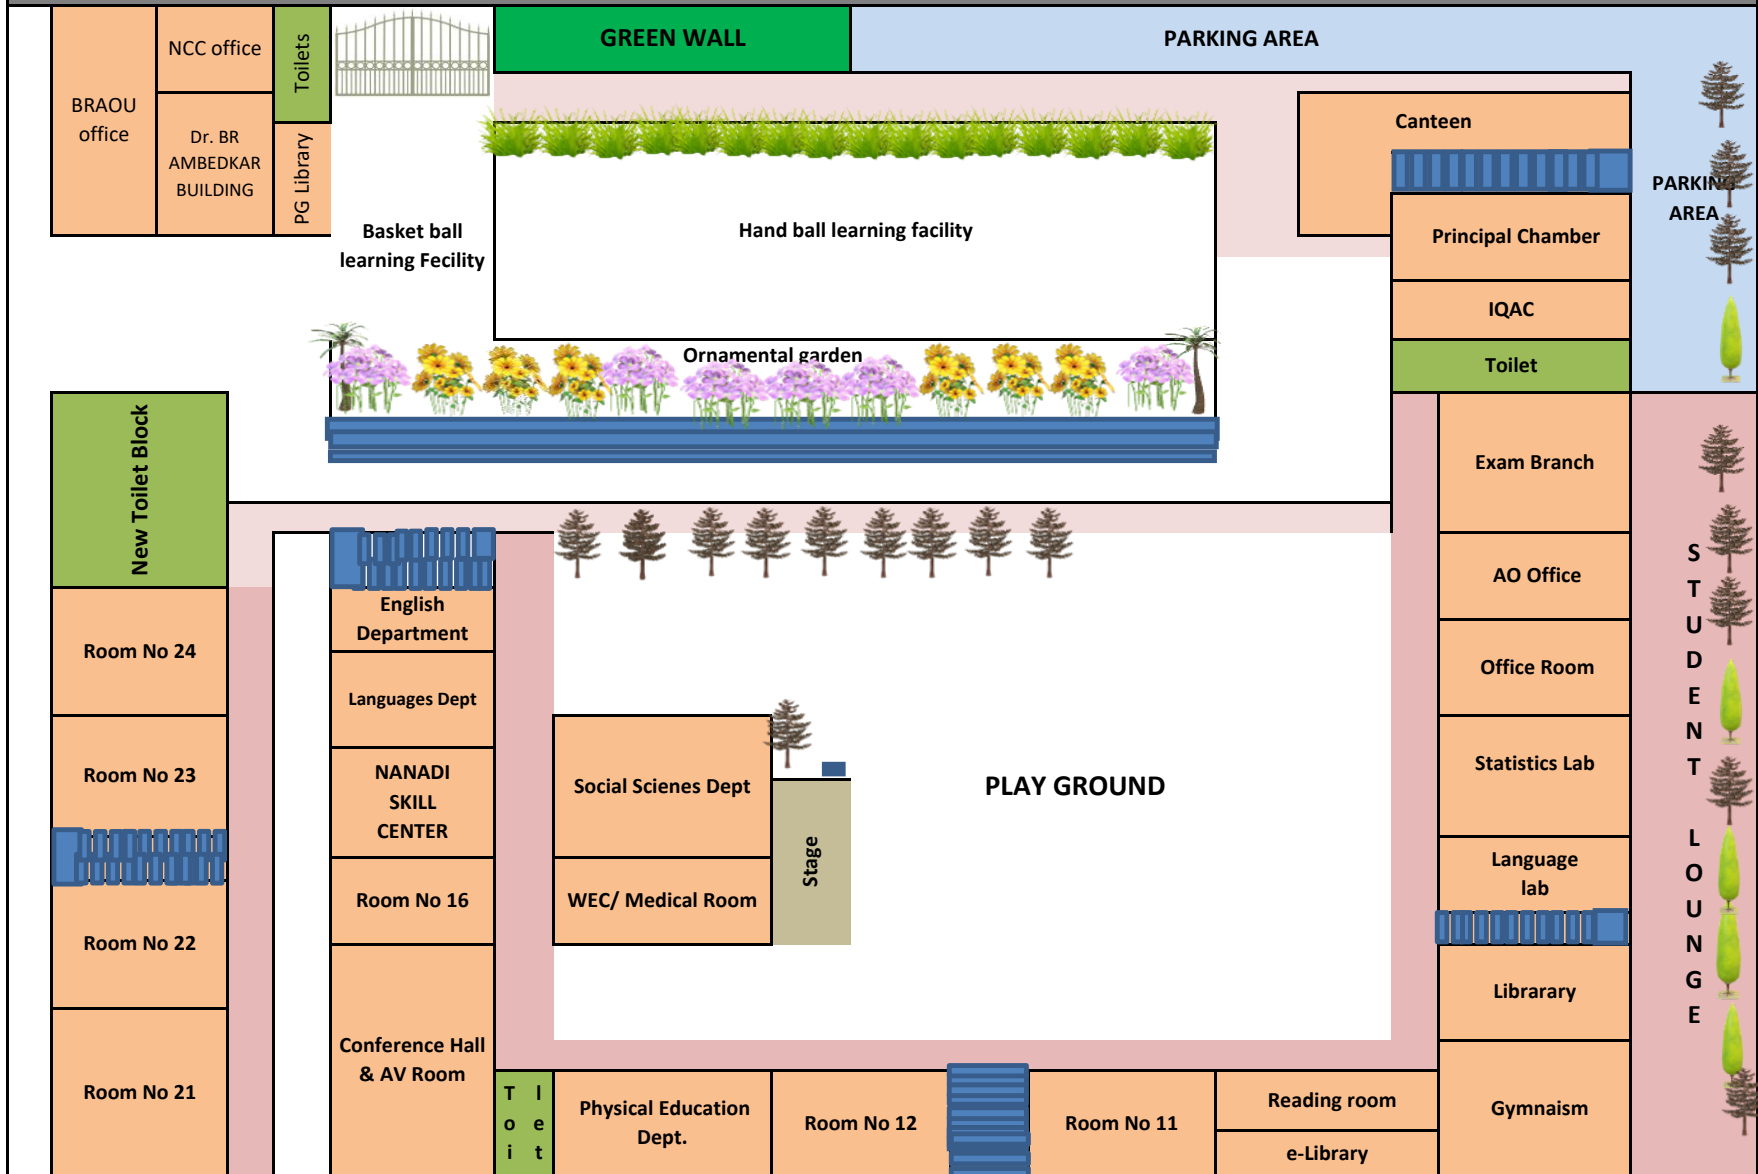 GREEN WALL
PARKING AREA
NCC office
Toilets
BRAOU
office
Dr. BR
AMBEDKAR
BUILDING
PG Library
Canteen
PARKING
AREA
Basket ball
learning Fecility
Hand ball learning facility
Principal Chamber
IQAC
Ornamental garden
Toilet
New Toilet Block
Exam Branch
AO Office
English
Department
Room No 24
Office Room
Languages Dept
Room No 23
NANADI
SKILL
CENTER
Social Scienes Dept
PLAY GROUND
Statistics Lab
Stage
Language
lab
Room No 16
WEC/ Medical Room
Room No 22
Librarary
STUDENT LOUNGE
Conference Hall
& AV Room
Room No 21
Toilet
Physical Education
Dept.
Room No 12
Room No 11
Reading room
e-Library
Gymnaism